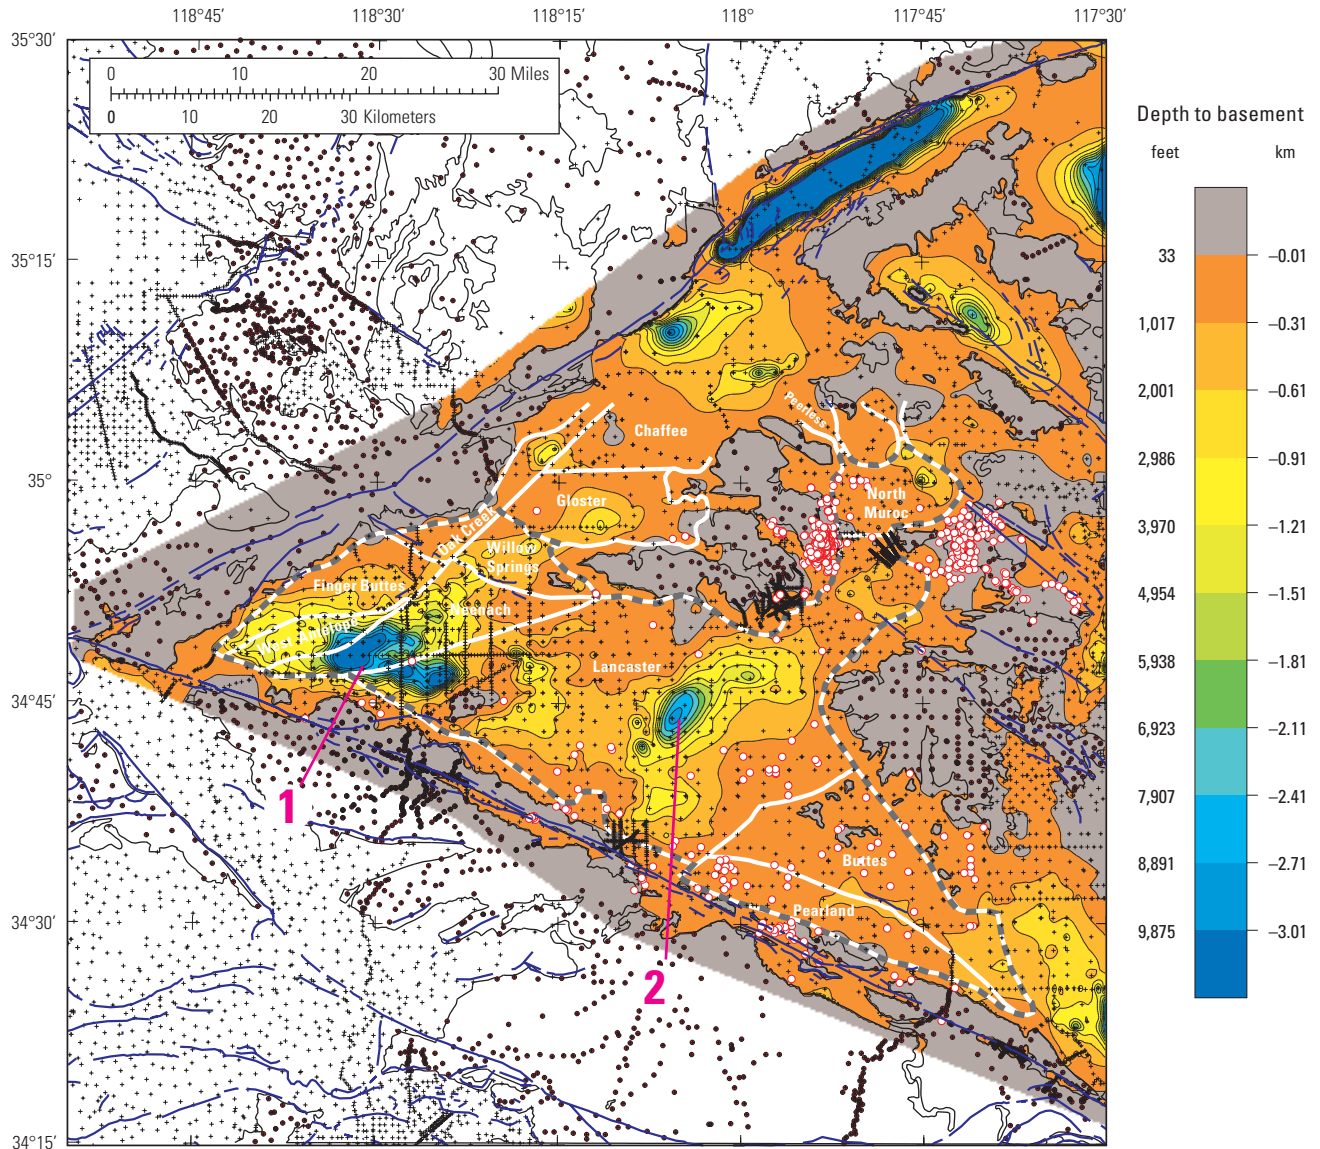 118°45′ 118°30′ 118°15′ 118° 117°45′ 117°30′
35°30′
0 10 20 30 Miles
0 10 20 30 Kilometers
Depth to basement
feet km
33 –0.01
1,017 –0.31
2,001 –0.61
2,986 –0.91
3,970 –1.21
4,954 –1.51
5,938 –1.81
6,923 –2.11
7,907 –2.41
8,891 –2.71
9,875 –3.01
35°15′
Peerless
Chaffee
35°
Gloster
North
Muroc
Oak Creek
Willow
Springs
Finger Buttes
Neenach
West Antelope
Lancaster
34°45′
1
Buttes
Pearland
34°30′
2
34°15′